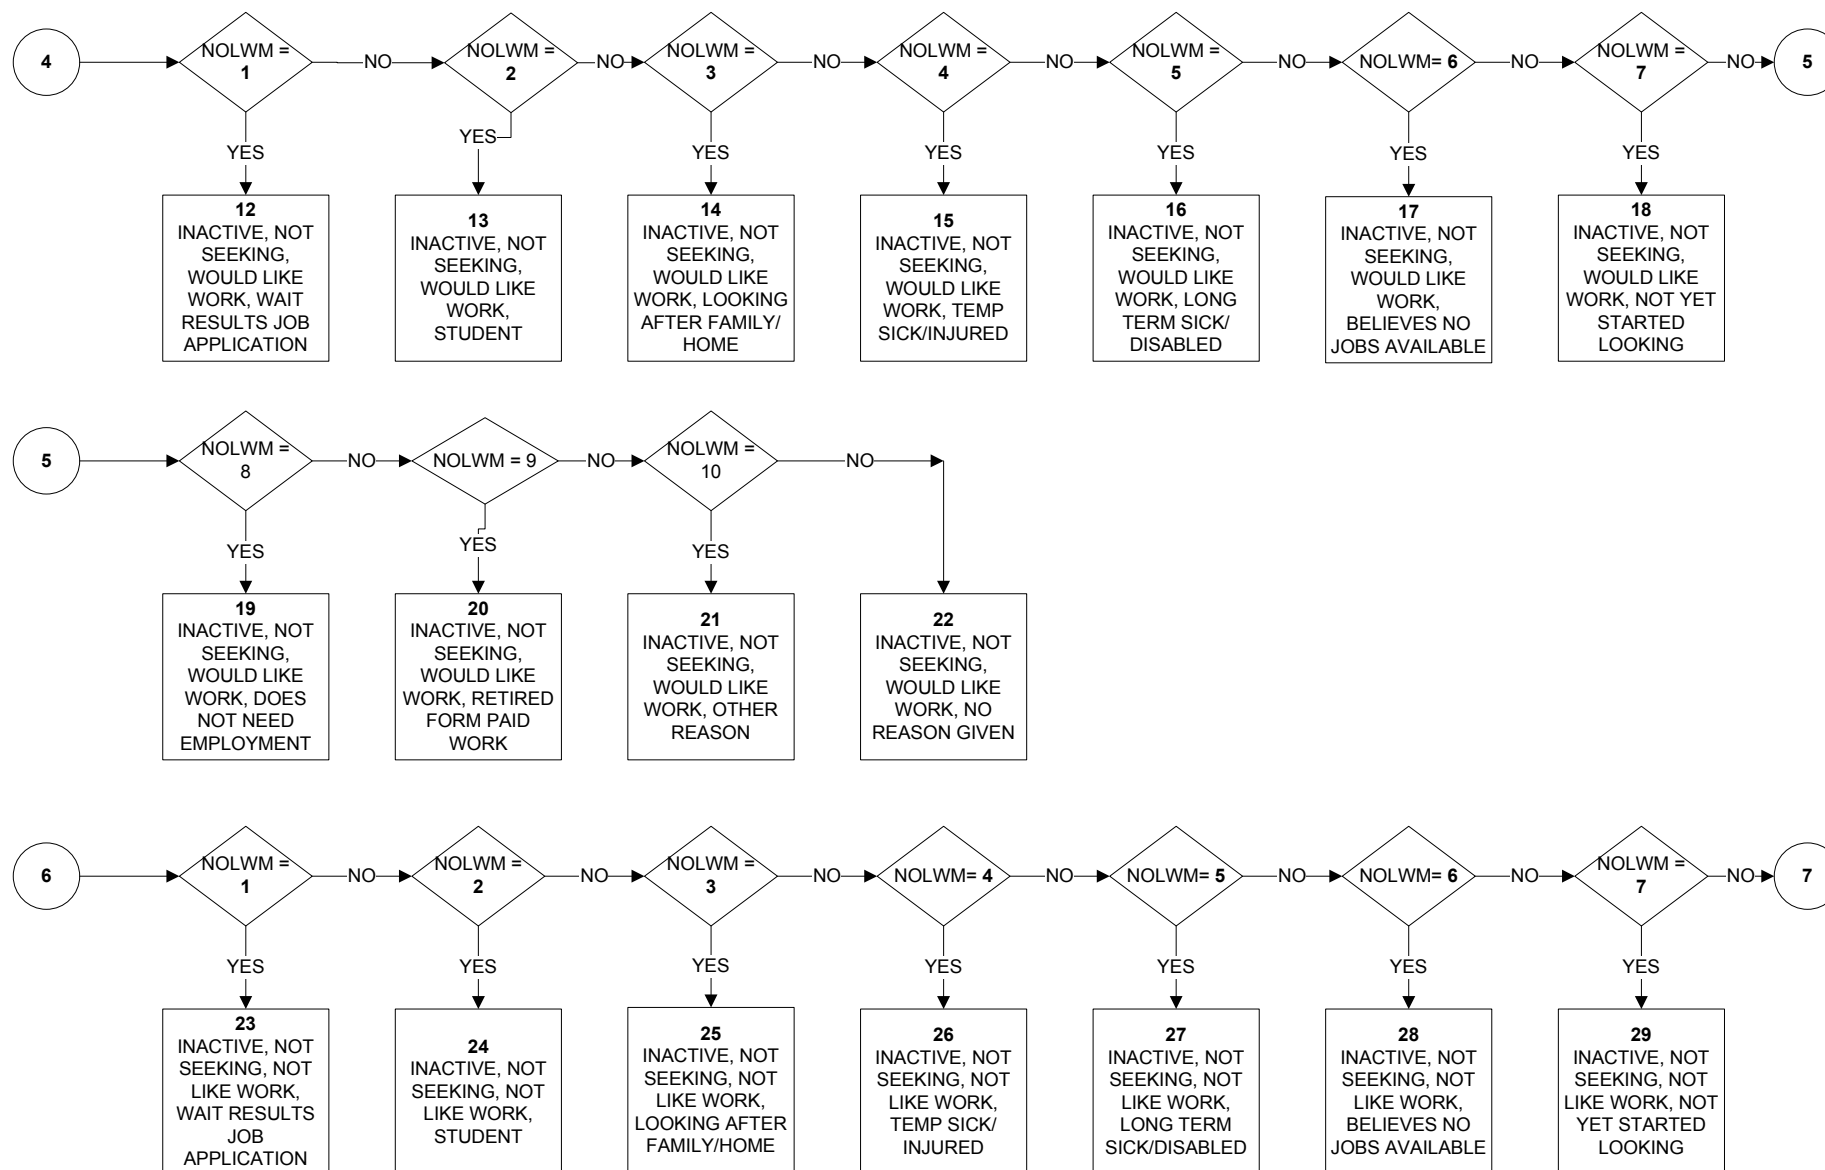 4
NOLWM =
1
NO
NOLWM =
2
NO
NOLWM =
3
NO
NOLWM =
4
NO
NOLWM =
5
NO
NOLWM= 6
NO
NOLWM =
7
NO
5
YES
YES
YES
YES
YES
YES
YES
12
INACTIVE, NOT
SEEKING,
WOULD LIKE
WORK, WAIT
RESULTS JOB
APPLICATION
13
INACTIVE, NOT
SEEKING,
WOULD LIKE
WORK,
STUDENT
14
INACTIVE, NOT
SEEKING,
WOULD LIKE
WORK, LOOKING
AFTER FAMILY/
HOME
15
INACTIVE, NOT
SEEKING,
WOULD LIKE
WORK, TEMP
SICK/INJURED
16
INACTIVE, NOT
SEEKING,
WOULD LIKE
WORK, LONG
TERM SICK/
DISABLED
17
INACTIVE, NOT
SEEKING,
WOULD LIKE
WORK,
BELIEVES NO
JOBS AVAILABLE
18
INACTIVE, NOT
SEEKING,
WOULD LIKE
WORK, NOT YET
STARTED
LOOKING
5
NOLWM =
8
NO
NOLWM = 9
NO
NOLWM =
10
NO
YES
YES
YES
19
INACTIVE, NOT
SEEKING,
WOULD LIKE
WORK, DOES
NOT NEED
EMPLOYMENT
20
INACTIVE, NOT
SEEKING,
WOULD LIKE
WORK, RETIRED
FORM PAID
WORK
21
INACTIVE, NOT
SEEKING,
WOULD LIKE
WORK, OTHER
REASON
22
INACTIVE, NOT
SEEKING,
WOULD LIKE
WORK, NO
REASON GIVEN
6
NOLWM =
1
NO
NOLWM =
2
NO
NOLWM =
3
NO
NOLWM= 4
NO
NOLWM= 5
NO
NOLWM= 6
NO
NOLWM =
7
NO
7
YES
YES
YES
YES
YES
YES
YES
23
INACTIVE, NOT
SEEKING, NOT
LIKE WORK,
WAIT RESULTS
JOB
APPLICATION
24
INACTIVE, NOT
SEEKING, NOT
LIKE WORK,
STUDENT
25
INACTIVE, NOT
SEEKING, NOT
LIKE WORK,
LOOKING AFTER
FAMILY/HOME
26
INACTIVE, NOT
SEEKING, NOT
LIKE WORK,
TEMP SICK/
INJURED
27
INACTIVE, NOT
SEEKING, NOT
LIKE WORK,
LONG TERM
SICK/DISABLED
28
INACTIVE, NOT
SEEKING, NOT
LIKE WORK,
BELIEVES NO
JOBS AVAILABLE
29
INACTIVE, NOT
SEEKING, NOT
LIKE WORK, NOT
YET STARTED
LOOKING